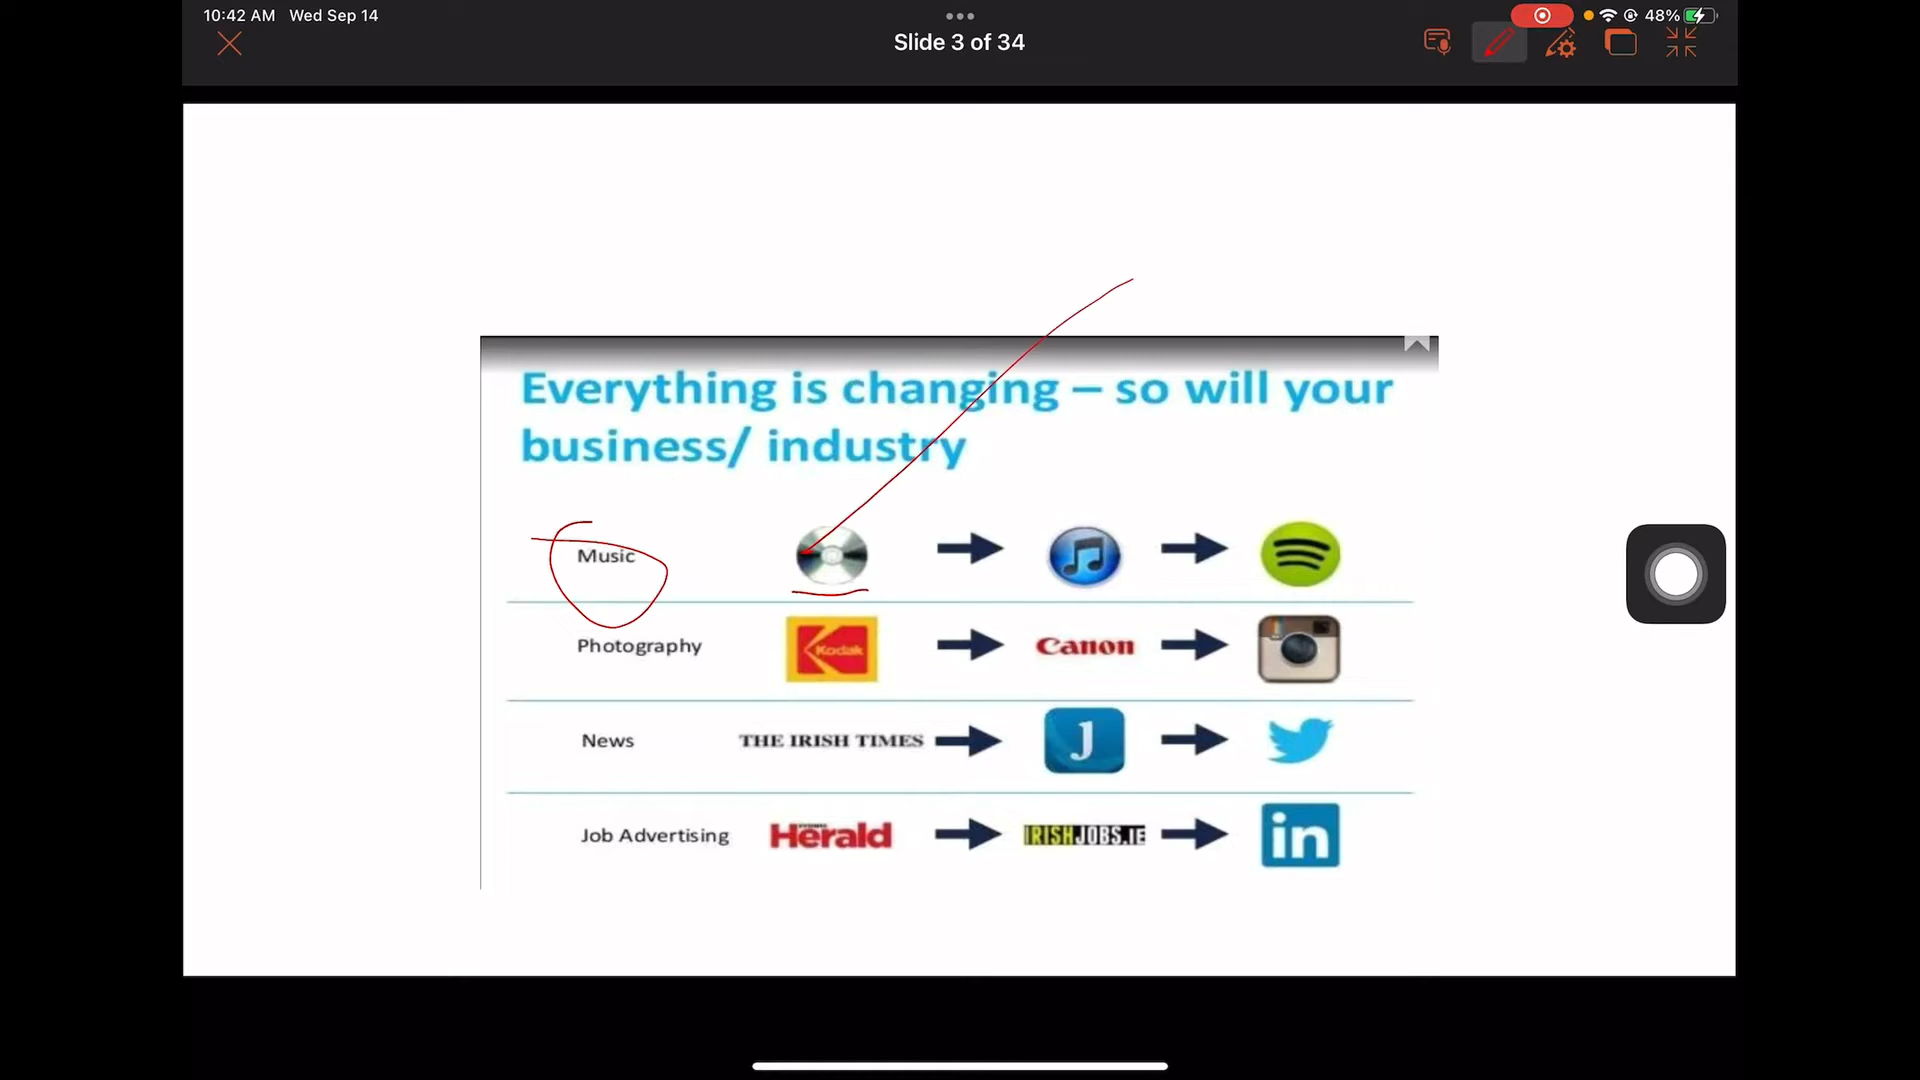 10:42 AM Wed Sep 14
48%
Slide 3 of 34
Everything is changing – so will your
business/ industry
Music
Photography Kodak Canon
News THE IRISH TIMES J
Job Advertising Herald IRISHJOBS.IE in